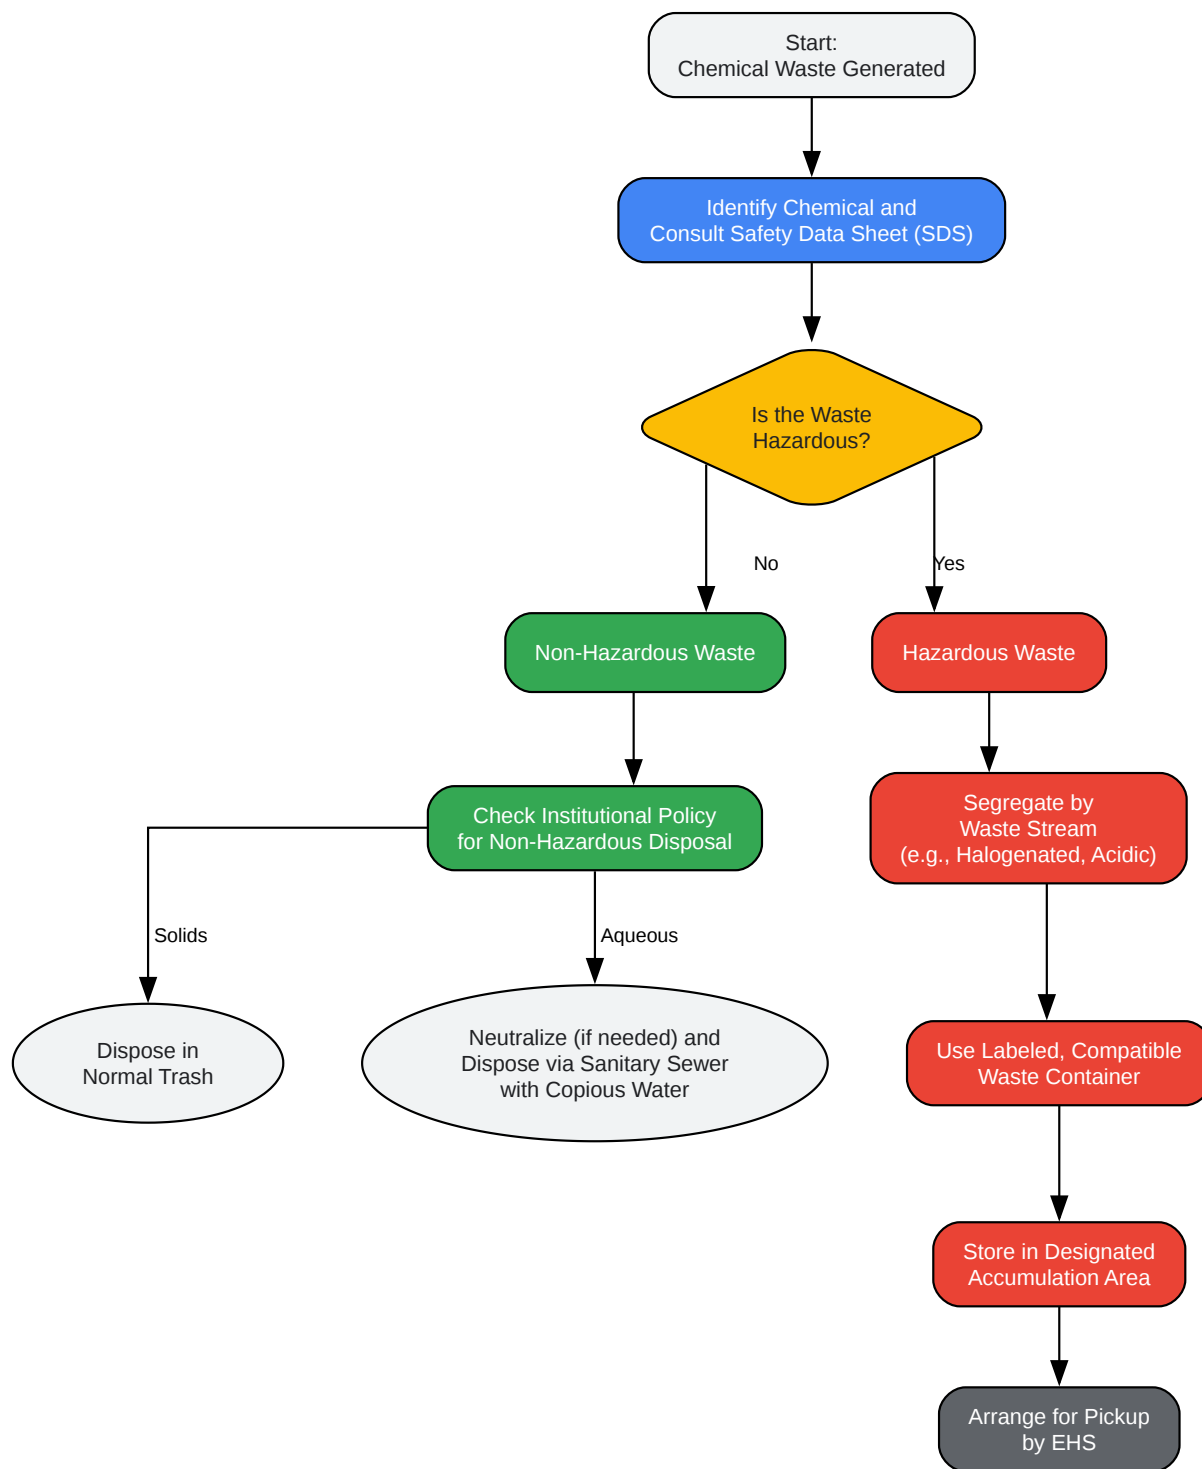 Start:
Chemical Waste Generated
Identify Chemical and
Consult Safety Data Sheet (SDS)
Is the Waste
Hazardous?
No
Yes
Non-Hazardous Waste
Hazardous Waste
Check Institutional Policy
for Non-Hazardous Disposal
Segregate by
Waste Stream
(e.g., Halogenated, Acidic)
Solids
Aqueous
Dispose in
Normal Trash
Neutralize (if needed) and
Dispose via Sanitary Sewer
with Copious Water
Use Labeled, Compatible
Waste Container
Store in Designated
Accumulation Area
Arrange for Pickup
by EHS